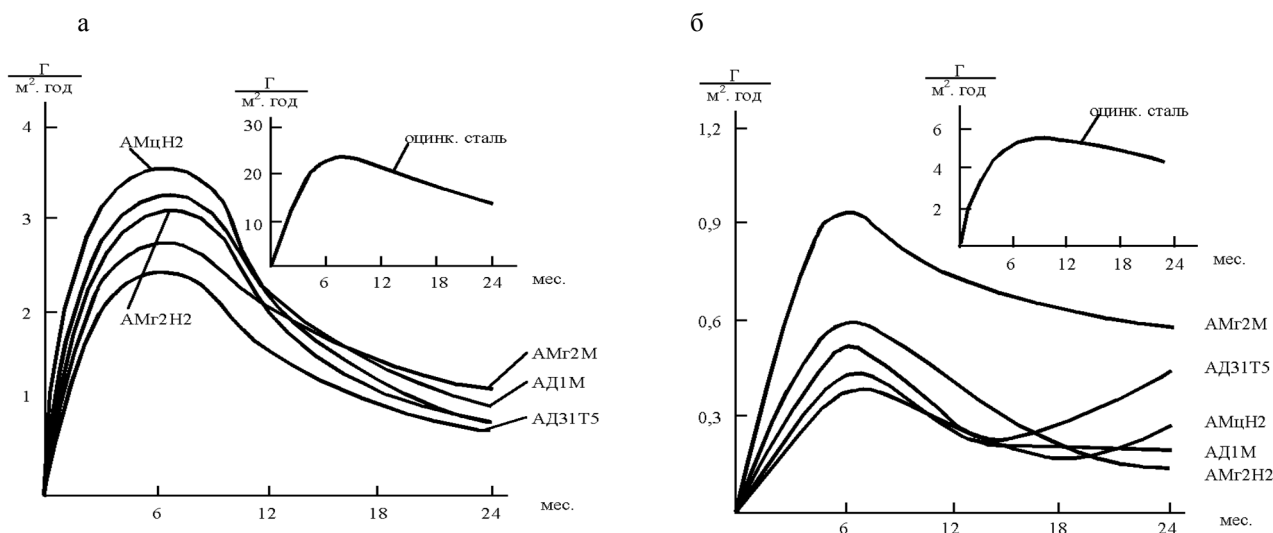 а
Г
м². год
4
3
2
1
АМцН2
АМг2Н2
Г
м². год
30
20
10
оцинк. сталь
6
12
18
24
мес.
АМг2М
АД1М
АД31Т5
6
12
18
24
мес.
б
Г
м². год
1,2
0,9
0,6
0,3
Г
м². год
6
4
2
оцинк. сталь
6
12
18
24
мес.
АМг2М
АД31Т5
АМцН2
АД1М
АМг2Н2
6
12
18
24
мес.